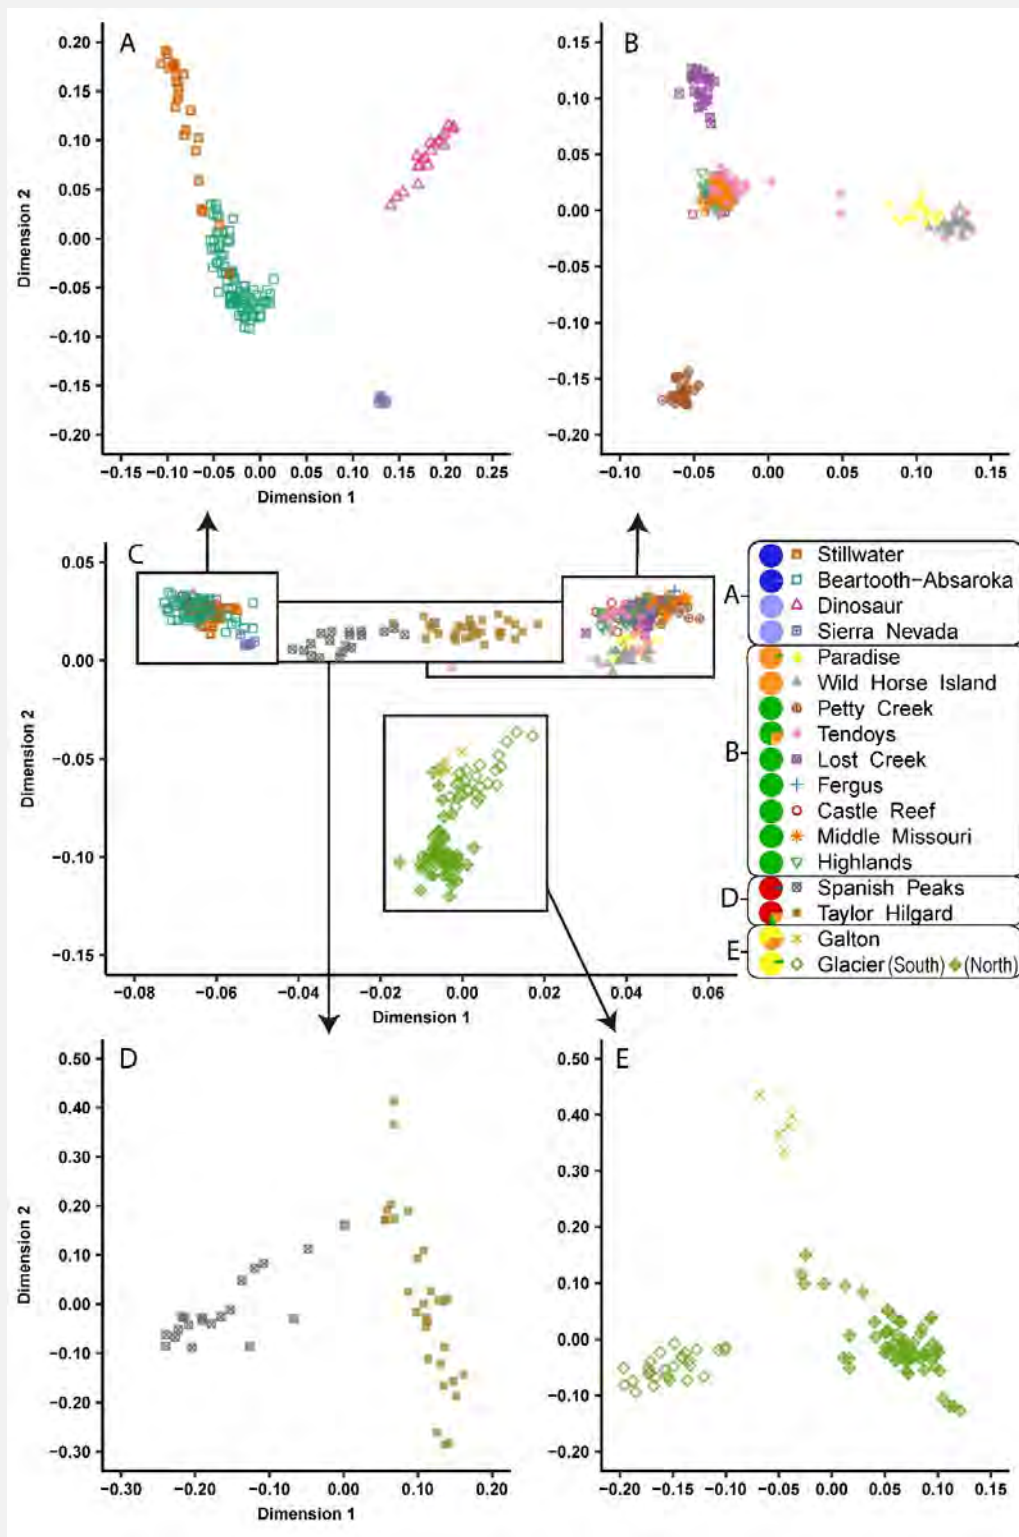 A
0.20
0.15
0.10
0.05
0.00
−0.05
−0.10
−0.15
−0.20
Dimension 2
−0.15 −0.10 −0.05 0.00 0.05 0.10 0.15 0.20 0.25
Dimension 1
B
0.15
0.10
0.05
0.00
−0.05
−0.10
−0.15
−0.20
−0.10 −0.05 0.00 0.05 0.10 0.15
C
0.05
0.00
−0.05
−0.10
−0.15
Dimension 2
−0.08 −0.06 −0.04 −0.02 0.00 0.02 0.04 0.06
Dimension 1
A
Stillwater
Beartooth-Absaroka
Dinosaur
Sierra Nevada
B
Paradise
Wild Horse Island
Petty Creek
Tendoys
Lost Creek
Fergus
Castle Reef
Middle Missouri
Highlands
D
Spanish Peaks
Taylor Hilgard
E
Galton
Glacier (South) (North)
D
0.50
0.40
0.30
0.20
0.10
0.00
−0.10
−0.20
−0.30
Dimension 2
−0.30 −0.20 −0.10 0.00 0.10 0.20
Dimension 1
E
0.50
0.40
0.30
0.20
0.10
0.00
−0.10
−0.20
−0.20 −0.15 −0.10 −0.05 0.00 0.05 0.10 0.15